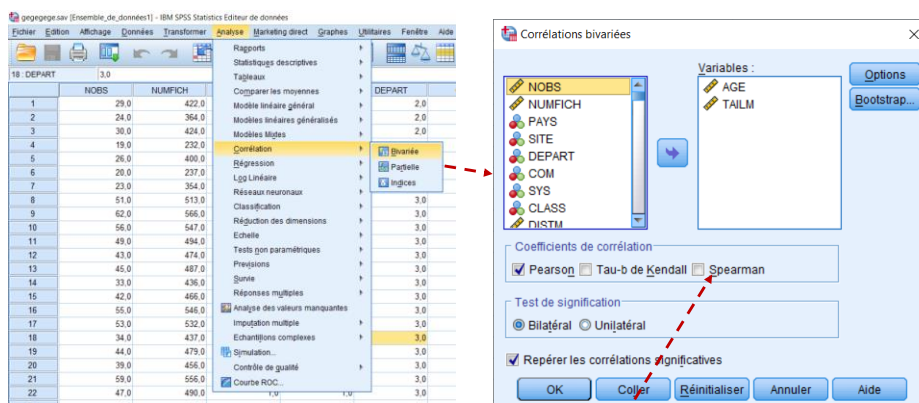 gegegege.sav [Ensemble_de_données1] - IBM SPSS Statistics Editeur de données
Fichier Edition Affichage Données Transformer Analyse Marketing direct Graphes Utilitaires Fenêtre Aide
18 : DEPART 3,0
NOBS NUMFICH DEPART
1 29,0 422,0 2,0
2 24,0 364,0 2,0
3 30,0 424,0 2,0
4 19,0 232,0
5 26,0 400,0
6 20,0 237,0
7 23,0 354,0
8 51,0 513,0 3,0
9 62,0 566,0 3,0
10 56,0 547,0 3,0
11 49,0 494,0 3,0
12 43,0 474,0 3,0
13 45,0 487,0 3,0
14 33,0 436,0 3,0
15 42,0 466,0 3,0
16 55,0 546,0 3,0
17 53,0 532,0 3,0
18 34,0 437,0 3,0
19 44,0 479,0 3,0
20 39,0 456,0 3,0
21 59,0 556,0 3,0
22 47,0 490,0 1,0 1,0 3,0
Rapports
Statistiques descriptives
Tableaux
Comparer les moyennes
Modèle linéaire général
Modèles linéaires généralisés
Modèles Mixtes
Corrélation
Régression
Log Linéaire
Réseaux neuronaux
Classification
Réduction des dimensions
Echelle
Tests non paramétriques
Prévisions
Survie
Réponses multiples
Analyse des valeurs manquantes
Imputation multiple
Echantillons complexes
Simulation...
Contrôle de qualité
Courbe ROC...
Bivariée
Partielle
Indices
Corrélations bivariées
NOBS
NUMFICH
PAYS
SITE
DEPART
COM
SYS
CLASS
DISTM
Variables :
AGE
TAILM
Options
Bootstrap...
Coefficients de corrélation
Pearson Tau-b de Kendall Spearman
Test de signification
Bilatéral Unilatéral
Repérer les corrélations significatives
OK Coller Réinitialiser Annuler Aide